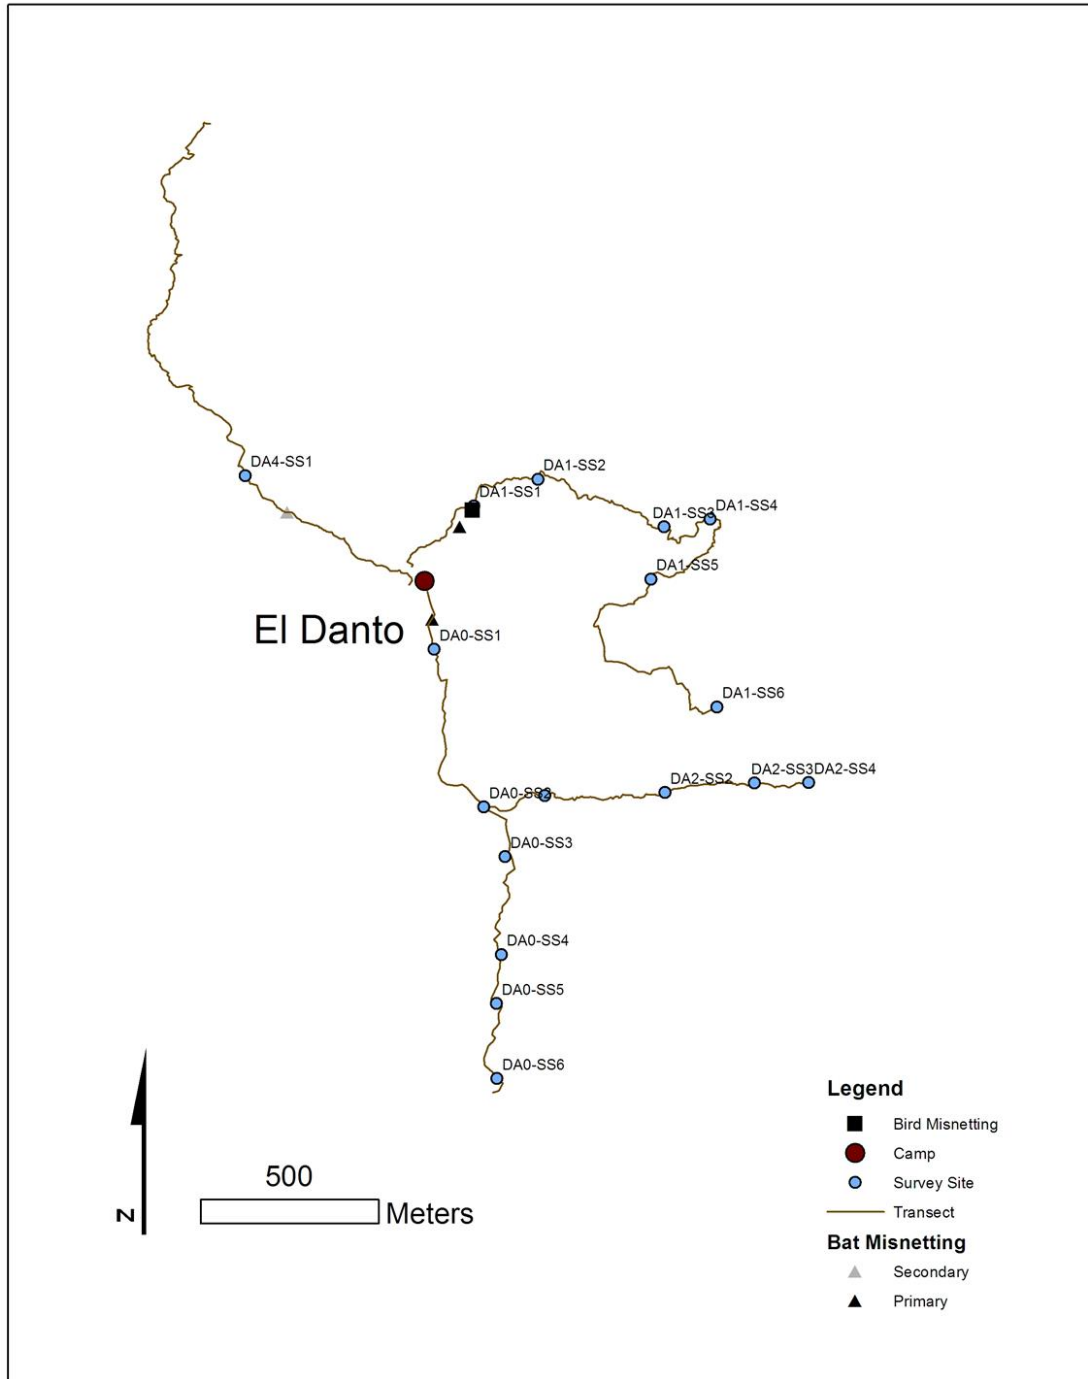 DA4-SS1
DA1-SS2
DA1-SS1
DA1-SS3
DA1-SS4
DA1-SS5
El Danto
DA0-SS1
DA1-SS6
DA2-SS2
DA2-SS3
DA2-SS4
DA0-SS2
DA0-SS3
DA0-SS4
DA0-SS5
DA0-SS6
N
500
Meters
Legend
Bird Misnetting
Camp
Survey Site
Transect
Bat Misnetting
Secondary
Primary